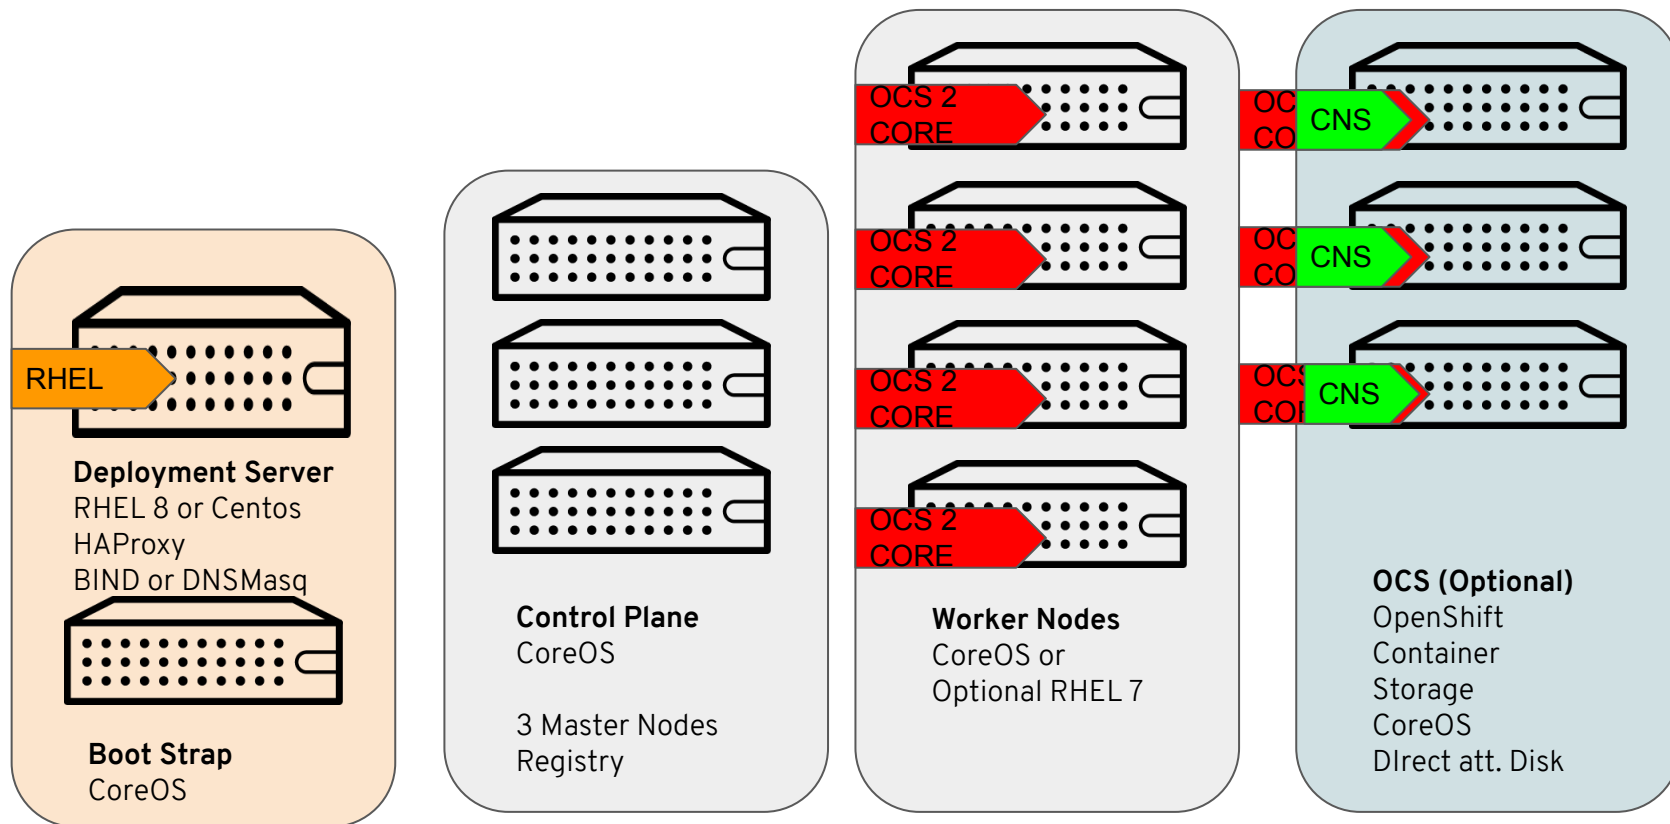 RHEL
Deployment Server
RHEL 8 or Centos
HAProxy
BIND or DNSMasq
Boot Strap
CoreOS
Control Plane
CoreOS
3 Master Nodes
Registry
OCS 2
CORE
OCS 2
CORE
OCS 2
CORE
OCS 2
CORE
Worker Nodes
CoreOS or
Optional RHEL 7
CNS
CNS
CNS
OCS (Optional)
OpenShift
Container
Storage
CoreOS
DIrect att. Disk